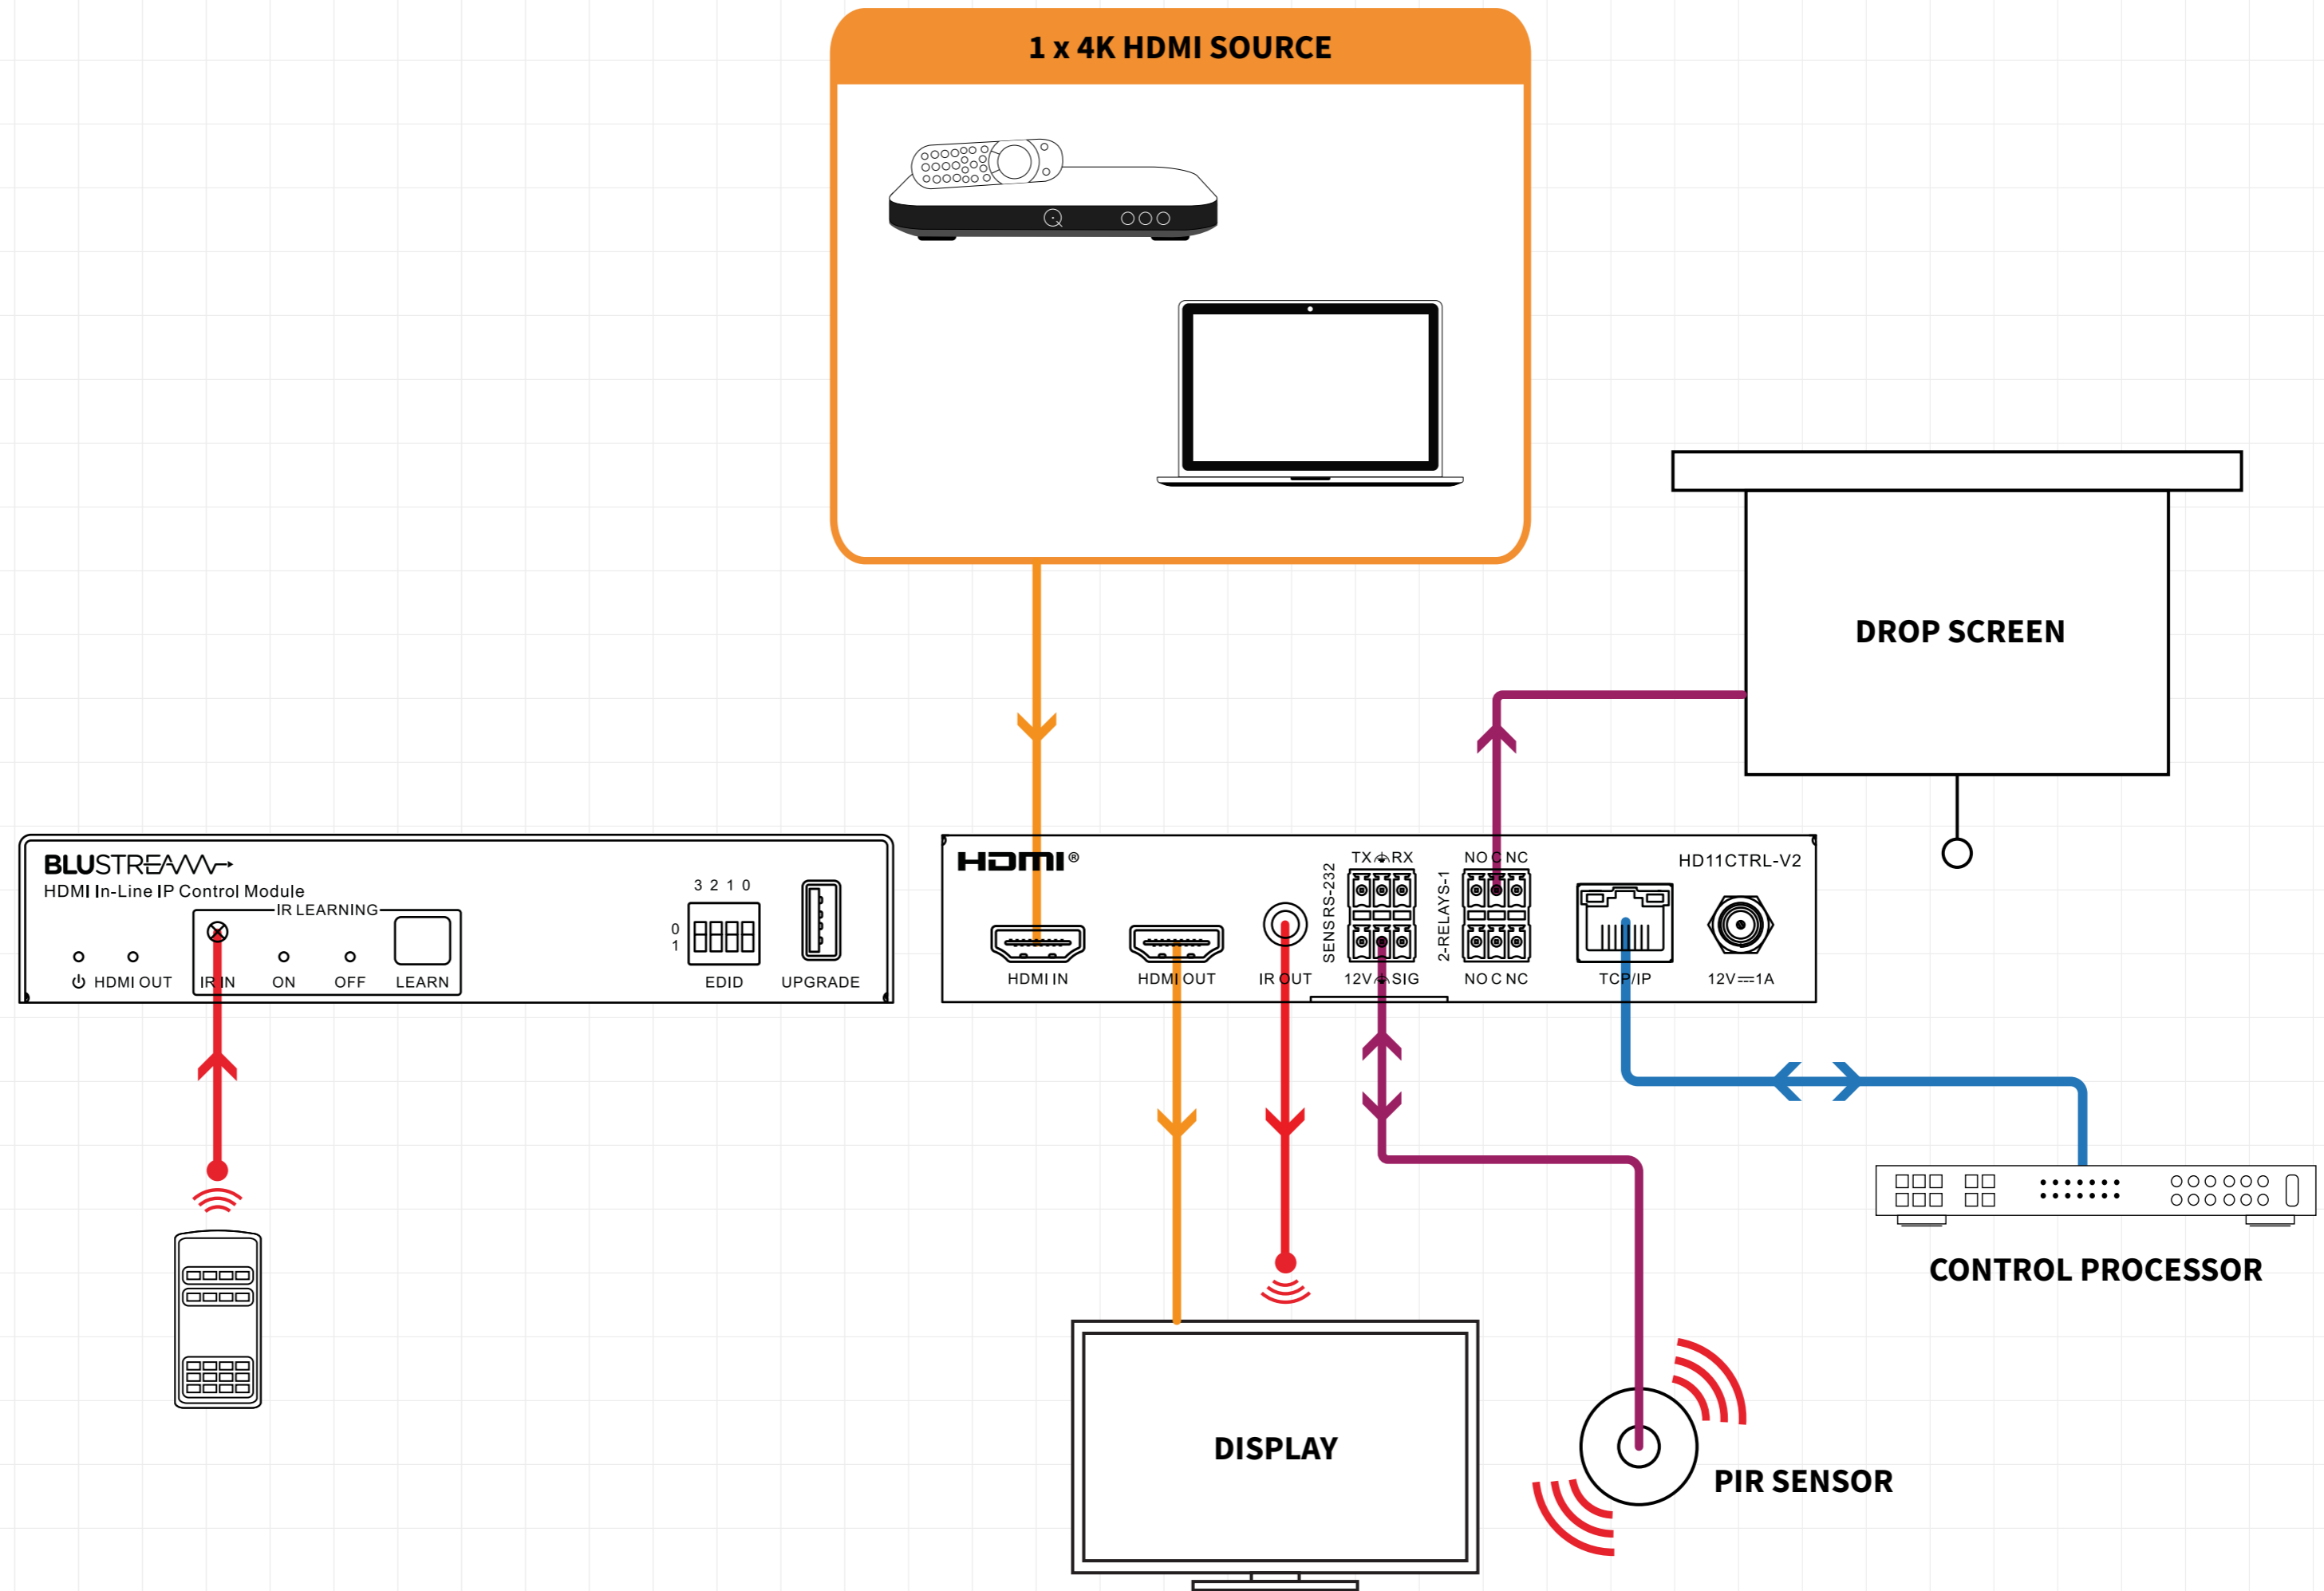 1 x 4K HDMI SOURCE
DROP SCREEN
BLUSTREAM
HDMI In-Line IP Control Module
IR LEARNING
HDMI OUT
IR IN
ON
OFF
LEARN
3 2 1 0
0
1
EDID
UPGRADE
HDMI®
HD11CTRL-V2
HDMI IN
HDMI OUT
IR OUT
SENS RS-232
TX RX
12V SIG
2-RELAYS-1
NO C NC
NO C NC
TCP/IP
12V⎓1A
CONTROL PROCESSOR
DISPLAY
PIR SENSOR